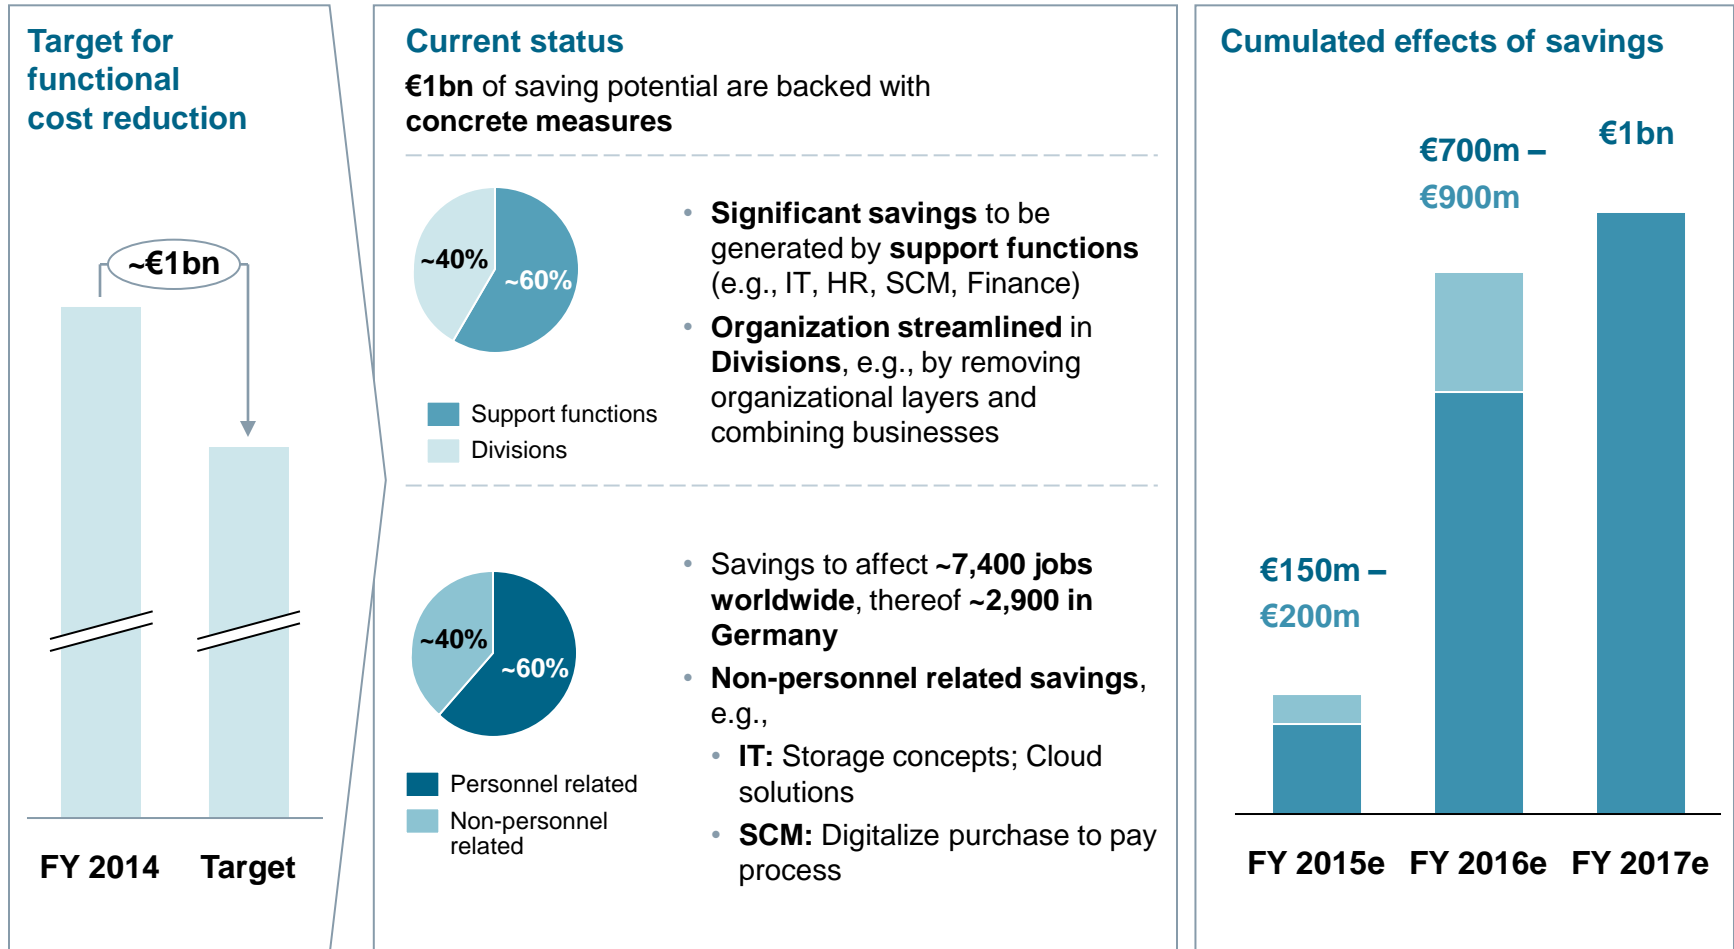 Target for
functional
cost reduction
~€1bn
FY 2014
Target
Current status
€1bn of saving potential are backed with
concrete measures
~40%
~60%
Support functions
Divisions
• Significant savings to be
generated by support functions
(e.g., IT, HR, SCM, Finance)
• Organization streamlined in
Divisions, e.g., by removing
organizational layers and
combining businesses
~40%
~60%
Personnel related
Non-personnel
related
• Savings to affect ~7,400 jobs
worldwide, thereof ~2,900 in
Germany
• Non-personnel related savings,
e.g.,
• IT: Storage concepts; Cloud
solutions
• SCM: Digitalize purchase to pay
process
Cumulated effects of savings
€150m –
€200m
€700m –
€900m
€1bn
FY 2015e
FY 2016e
FY 2017e